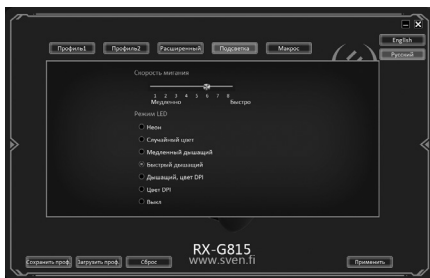 English
Русский
Профиль1 Профиль2 Расширенный Подсветка Макрос
Скорость мигания
1 2 3 4 5 6 7 8
Медленно Быстро
Режим LED
Неон
Случайный цвет
Медленный дышащий
Быстрый дышащий
Дышащий, цвет DPI
Цвет DPI
Выкл
RX-G815
www.sven.fi
Сохранить проф. Загрузить проф. Сброс Применить